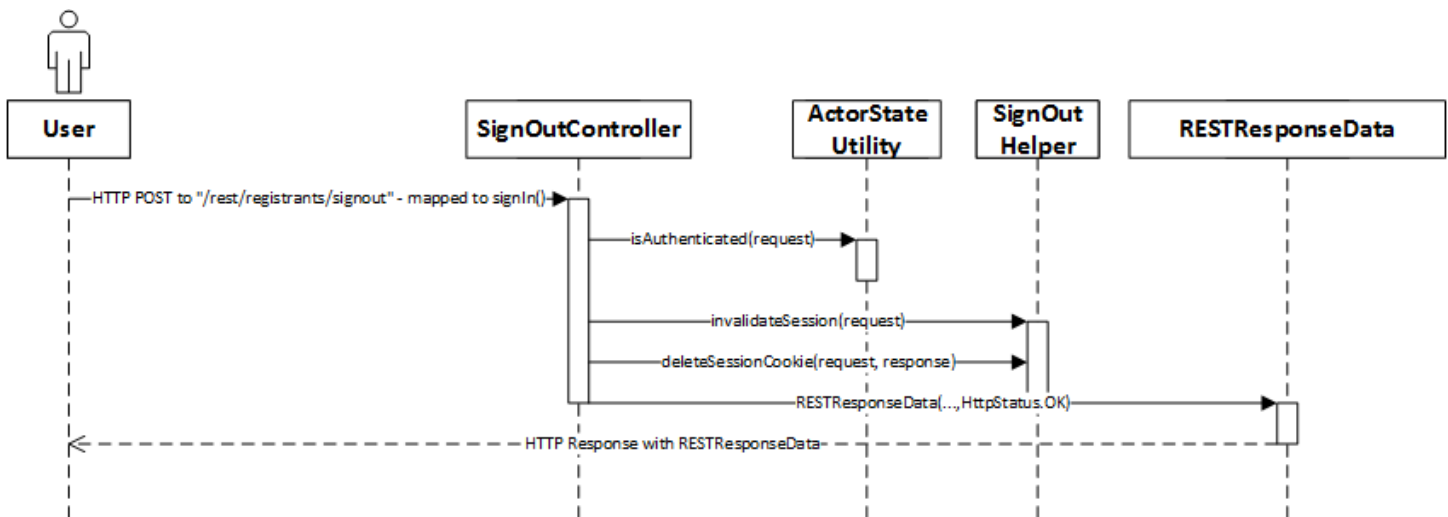 User
SignOutController
ActorState
Utility
SignOut
Helper
RESTResponseData
HTTP POST to "/rest/registrants/signout" - mapped to signIn()
isAuthenticated(request)
invalidateSession(request)
deleteSessionCookie(request, response)
RESTResponseData(...,HttpStatus.OK)
HTTP Response with RESTResponseData